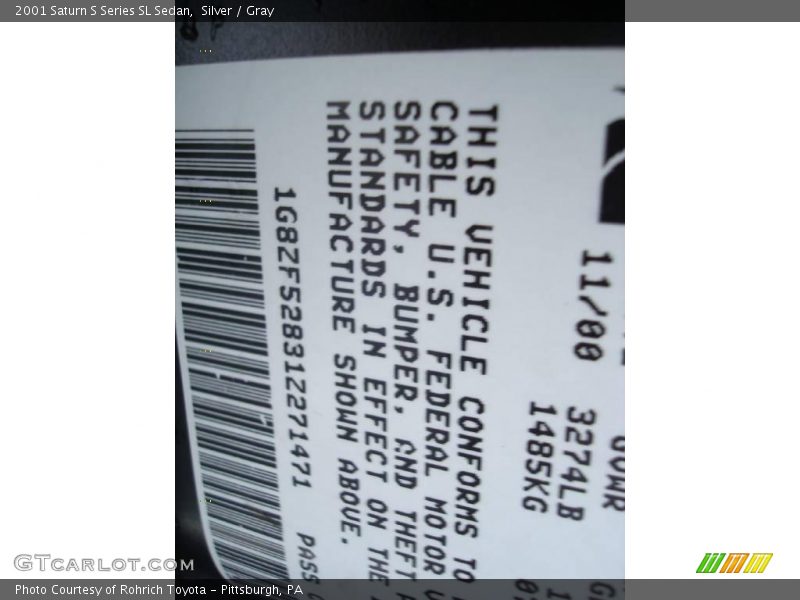 2001 Saturn S Series SL Sedan, Silver / Gray
11/00
3274LB
1485KG
THIS VEHICLE CONFORMS TO
CABLE U.S. FEDERAL MOTOR
SAFETY, BUMPER, AND THEFT
STANDARDS IN EFFECT ON THE
MANUFACTURE SHOWN ABOVE.
1G8ZF52831Z271471 PASS
GTCARLOT.COM
Photo Courtesy of Rohrich Toyota - Pittsburgh, PA